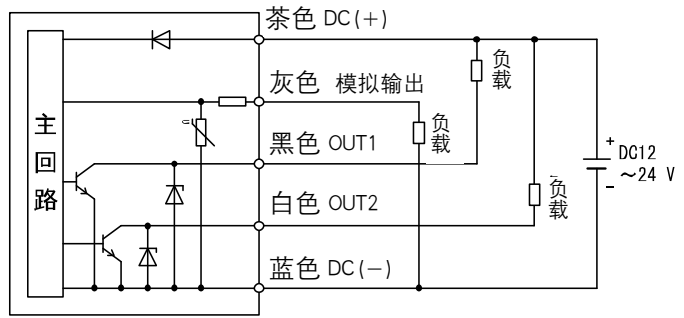 茶色 DC(+)
灰色 模拟输出
黑色 OUT1
白色 OUT2
蓝色 DC(−)
主回路
负载
负载
负载
+
DC12
～24 V
−